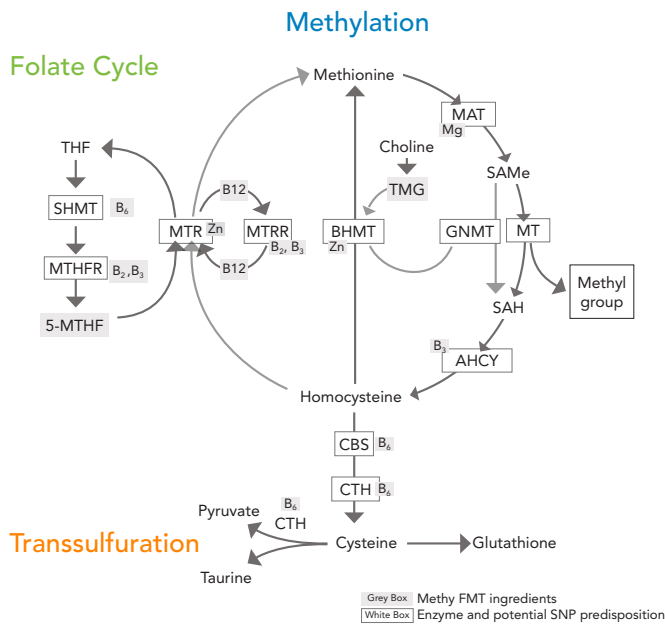 Methylation
Folate Cycle
Methionine
MAT
Mg
THF
Choline
SAMe
B12
TMG
SHMT
B₆
MTR
Zn
MTRR
B₂, B₃
BHMT
Zn
GNMT
MT
MTHFR
B₂,B₃
B12
Methyl
group
5-MTHF
SAH
B₃
AHCY
Homocysteine
CBS
B₆
CTH
B₆
Pyruvate
B₆
CTH
Transsulfuration
Cysteine
Glutathione
Taurine
Grey Box Methy FMT ingredients
White Box Enzyme and potential SNP predisposition